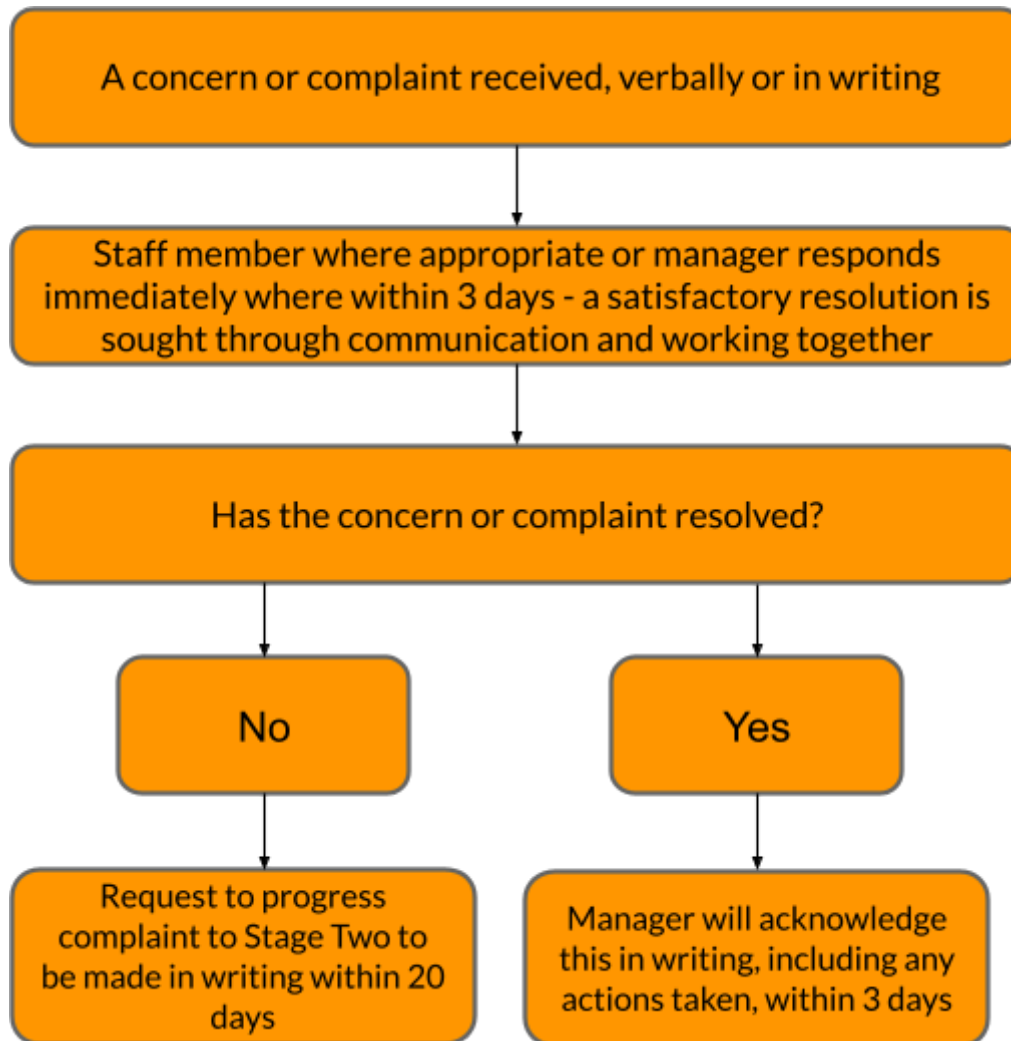 A concern or complaint received, verbally or in writing
Staff member where appropriate or manager responds
immediately where within 3 days - a satisfactory resolution is
sought through communication and working together
Has the concern or complaint resolved?
No
Yes
Request to progress
complaint to Stage Two to
be made in writing within 20
days
Manager will acknowledge
this in writing, including any
actions taken, within 3 days